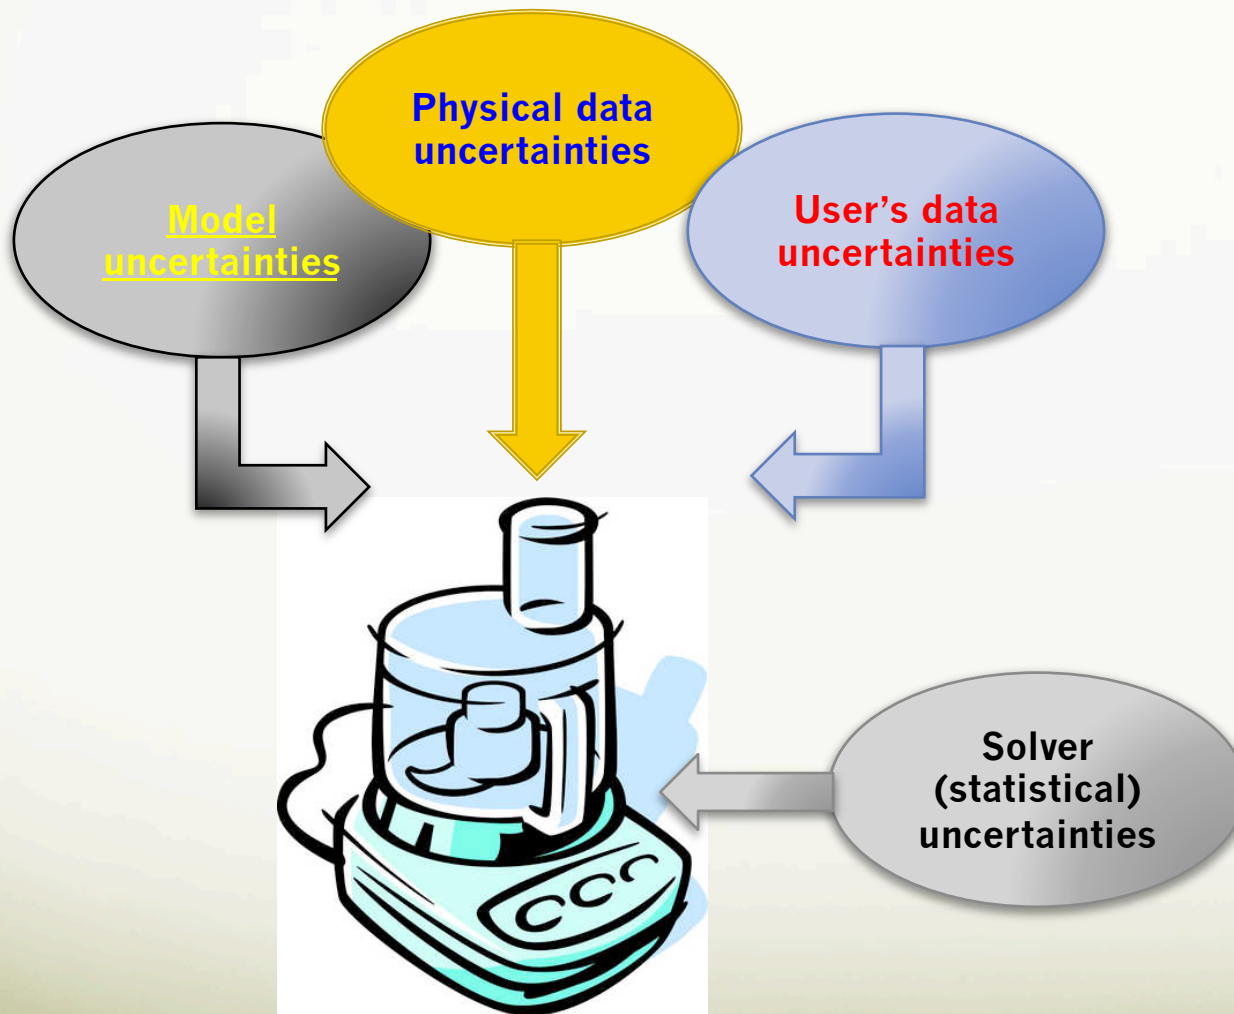 Physical data
uncertainties
Model
uncertainties
User’s data
uncertainties
Solver
(statistical)
uncertainties